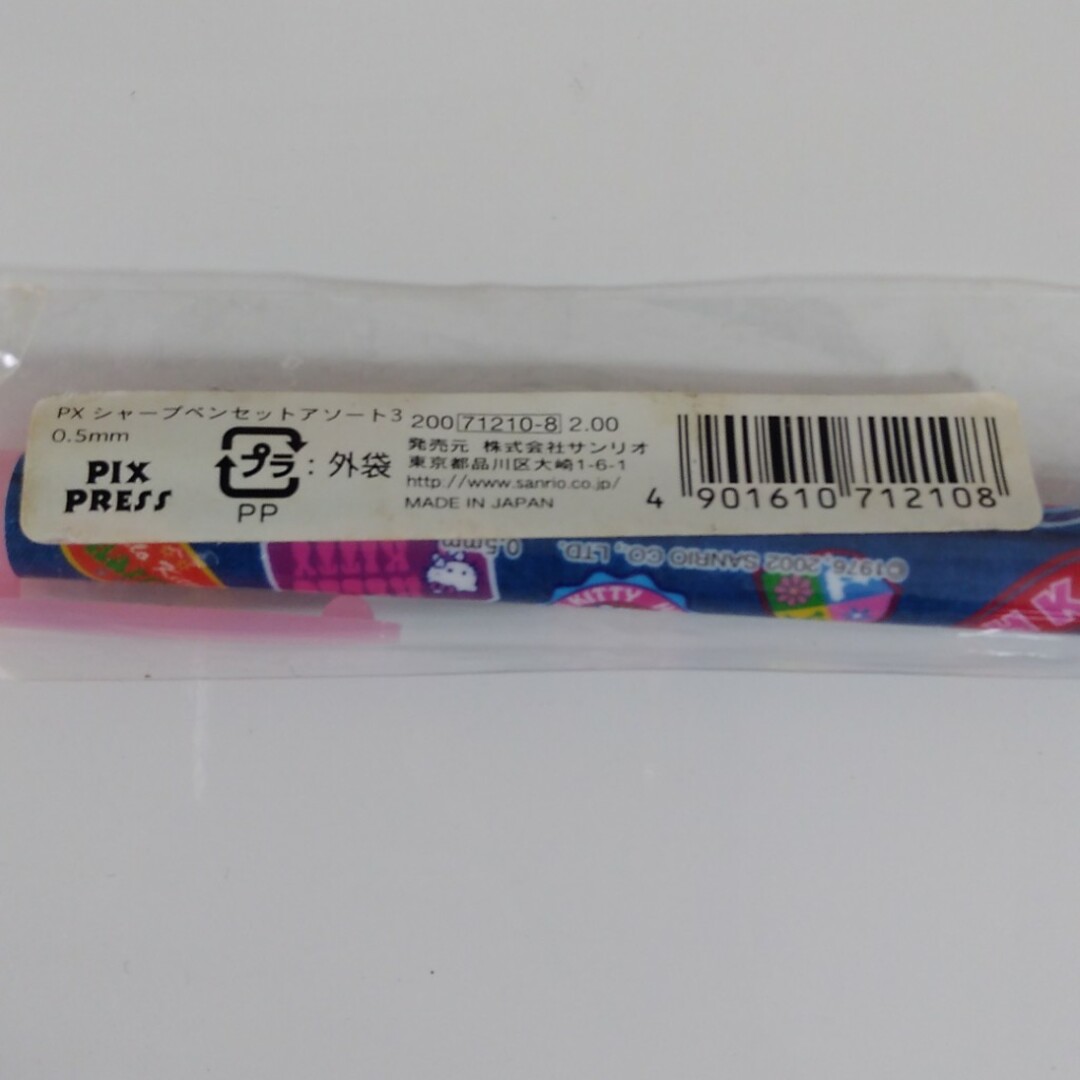 PX シャープペンセットアソート3
0.5mm
PIX
PRESS
プラ：外袋
PP
200 71210-8 2.00
発売元 株式会社サンリオ
東京都品川区大崎1-6-1
http://www.sanrio.co.jp/
MADE IN JAPAN
4 901610 712108
0.5mm
©1976, 2002 SANRIO CO., LTD.
KITTY